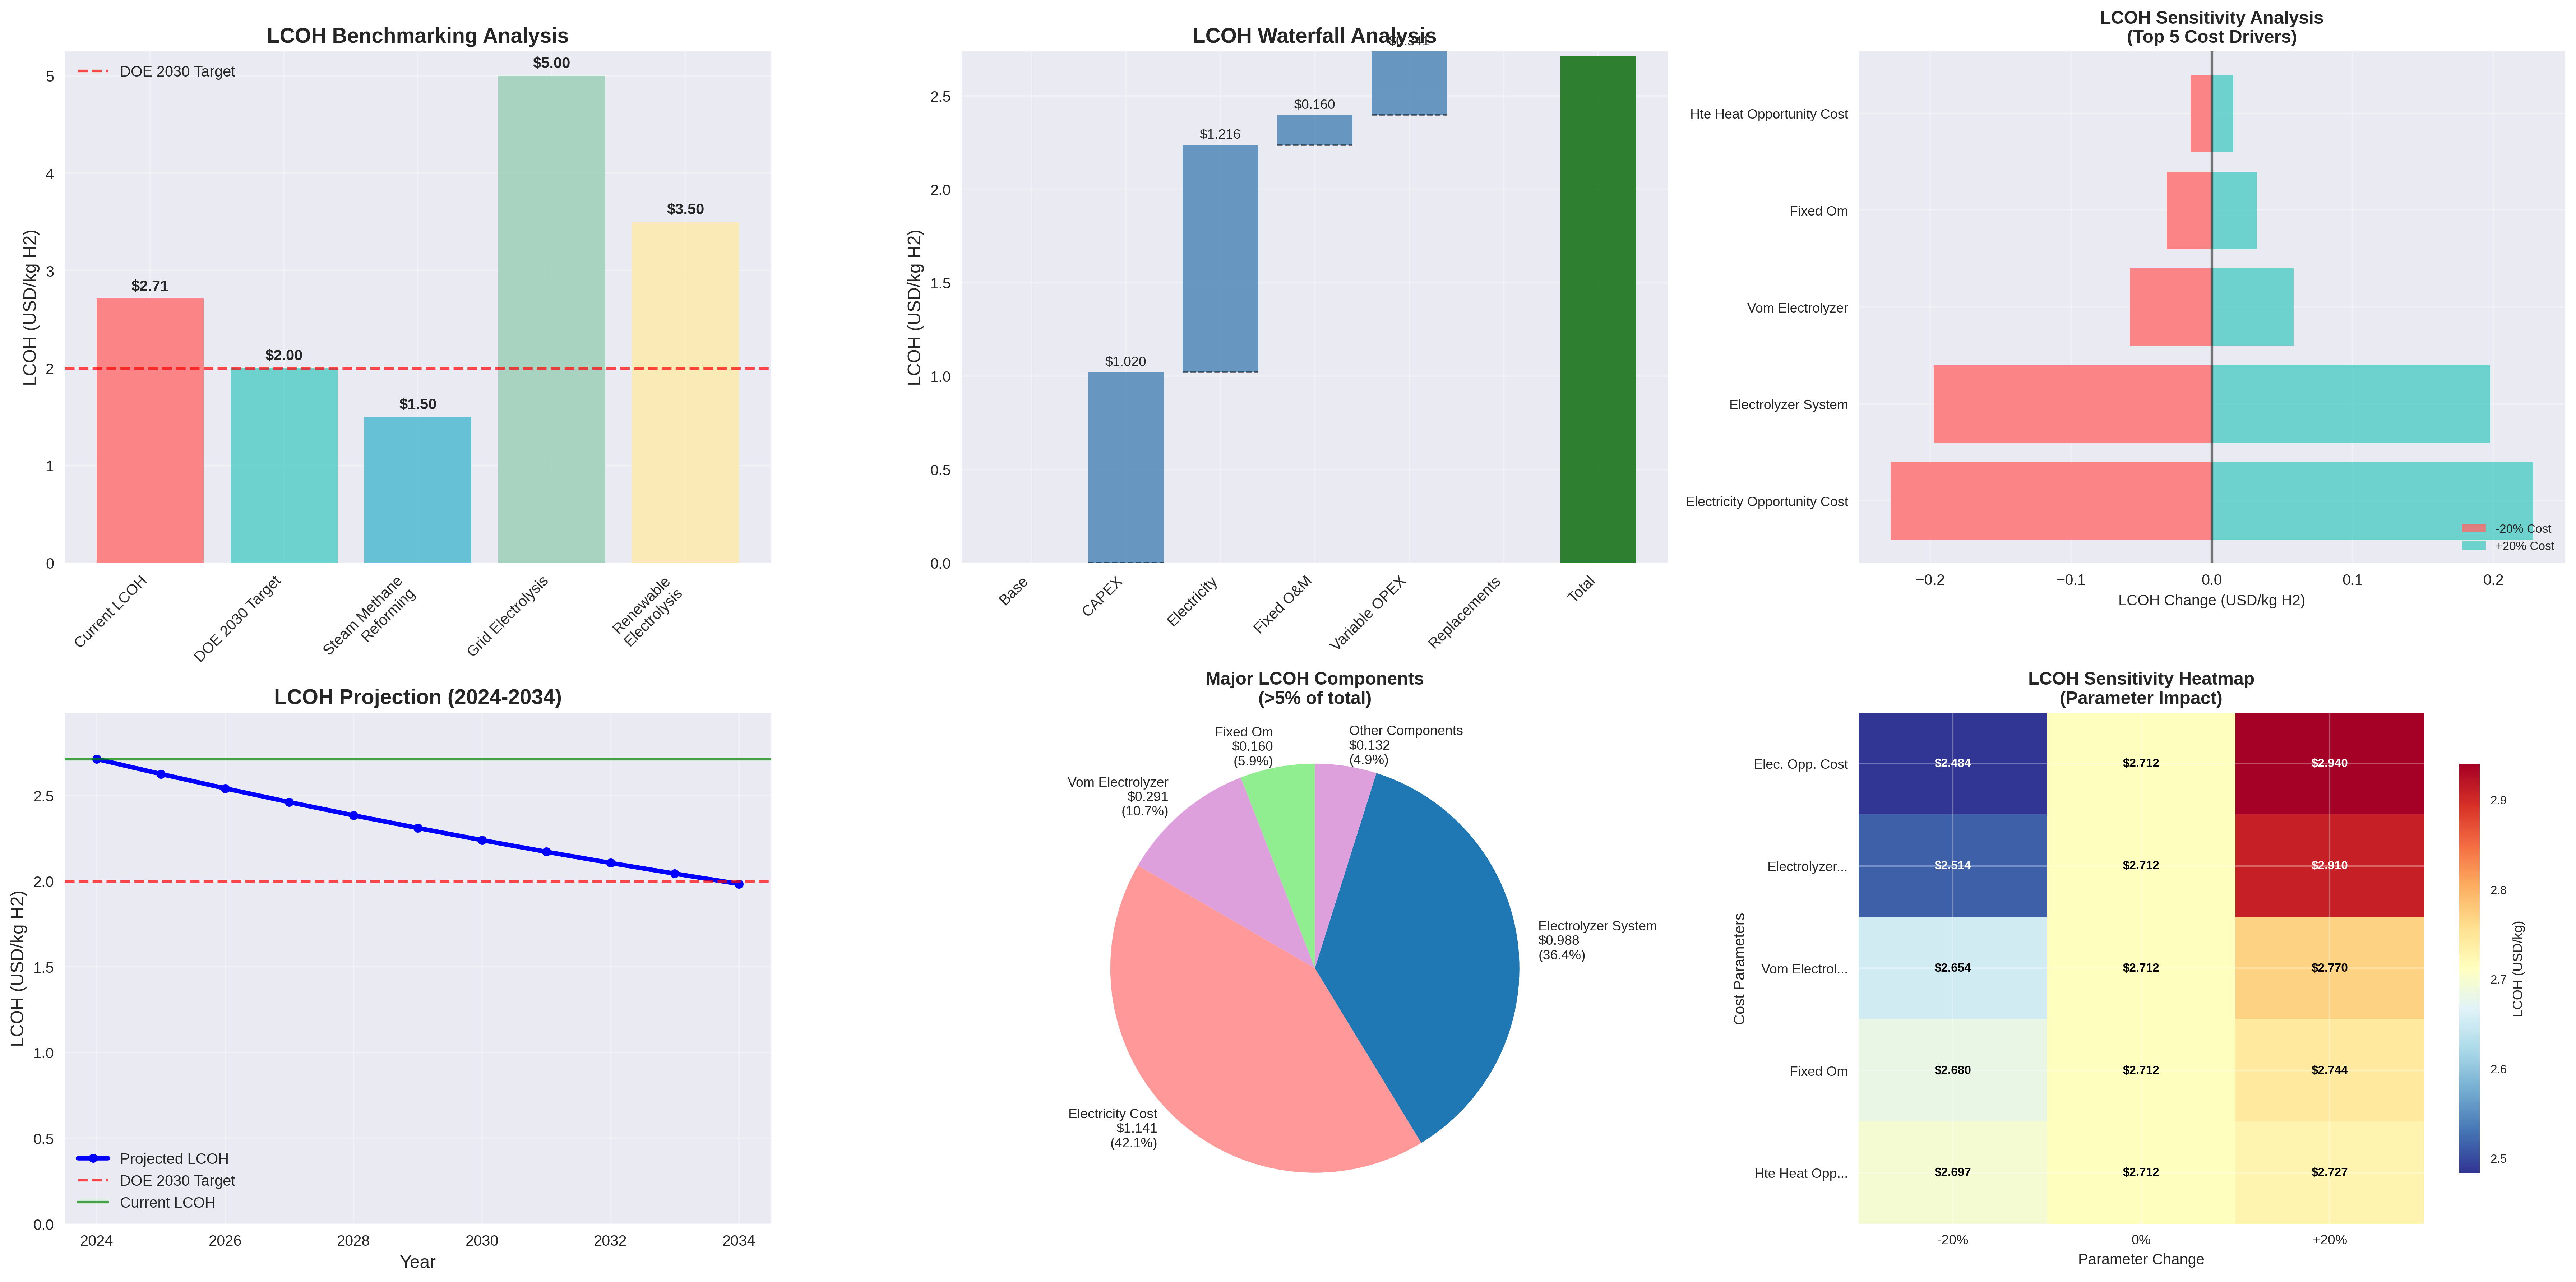 LCOH Benchmarking Analysis
DOE 2030 Target
LCOH (USD/kg H2)
5
4
3
2
1
0
$2.71
$2.00
$1.50
$5.00
$3.50
Current LCOH
DOE 2030 Target
Steam Methane
Reforming
Grid Electrolysis
Renewable
Electrolysis
LCOH Waterfall Analysis
LCOH (USD/kg H2)
2.5
2.0
1.5
1.0
0.5
0.0
$1.020
$1.216
$0.160
$0.341
Base
CAPEX
Electricity
Fixed O&M
Variable OPEX
Replacements
Total
LCOH Sensitivity Analysis
(Top 5 Cost Drivers)
Hte Heat Opportunity Cost
Fixed Om
Vom Electrolyzer
Electrolyzer System
Electricity Opportunity Cost
-20% Cost
+20% Cost
−0.2
−0.1
0.0
0.1
0.2
LCOH Change (USD/kg H2)
LCOH Projection (2024-2034)
LCOH (USD/kg H2)
2.5
2.0
1.5
1.0
0.5
0.0
Projected LCOH
DOE 2030 Target
Current LCOH
2024
2026
2028
2030
2032
2034
Year
Major LCOH Components
(>5% of total)
Fixed Om
$0.160
(5.9%)
Other Components
$0.132
(4.9%)
Vom Electrolyzer
$0.291
(10.7%)
Electrolyzer System
$0.988
(36.4%)
Electricity Cost
$1.141
(42.1%)
LCOH Sensitivity Heatmap
(Parameter Impact)
Cost Parameters
Elec. Opp. Cost
$2.484
$2.712
$2.940
Electrolyzer...
$2.514
$2.712
$2.910
Vom Electrol...
$2.654
$2.712
$2.770
Fixed Om
$2.680
$2.712
$2.744
Hte Heat Opp...
$2.697
$2.712
$2.727
-20%
0%
+20%
Parameter Change
2.9
2.8
2.7
2.6
2.5
LCOH (USD/kg)